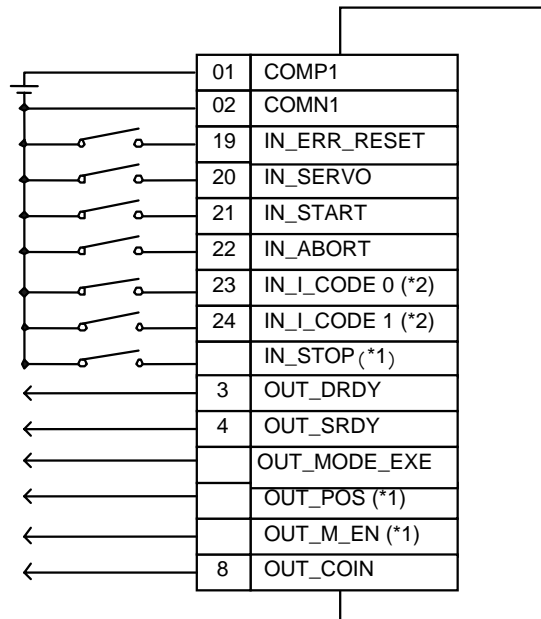 01 COMP1
02 COMN1
19 IN_ERR_RESET
20 IN_SERVO
21 IN_START
22 IN_ABORT
23 IN_I_CODE 0 (*2)
24 IN_I_CODE 1 (*2)
IN_STOP(*1)
3 OUT_DRDY
4 OUT_SRDY
OUT_MODE_EXE
OUT_POS (*1)
OUT_M_EN (*1)
8 OUT_COIN